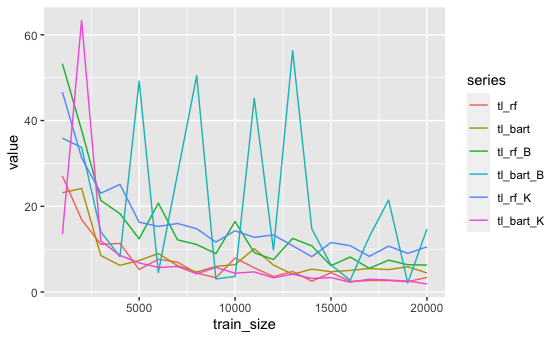 60
40
20
0
value
5000
10000
15000
20000
train_size
series
tl_rf
tl_bart
tl_rf_B
tl_bart_B
tl_rf_K
tl_bart_K